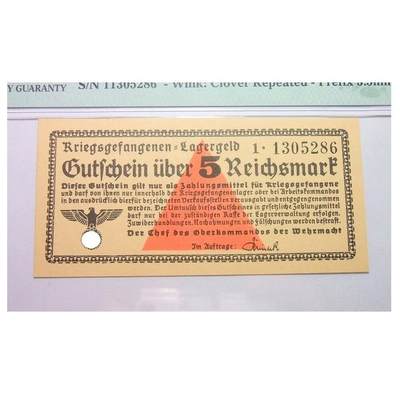 Y GUARANTY S/N 11305286 - Wmk: Clover Repeated - Prefix
Kriegsgefangenen-Lagergeld 1 · 1305286
Gutschein über 5 Reichsmark
Dieser Gutschein gilt nur als Zahlungsmittel für Kriegsgefangene
und darf von ihnen nur innerhalb der Kriegsgefangenenlager oder bei Arbeitskommandos
in den ausdrücklich hierfür bezeichneten Verkaufsstellen verausgabt und entgegengenommen
werden. Der Umtausch dieses Gutscheines in gesetzliche Zahlungsmittel
darf nur bei der zuständigen Kasse der Lagerverwaltung erfolgen.
Zuwiderhandlungen, Nachahmungen und Fälschungen werden bestraft.
Der Chef des Oberkommandos der Wehrmacht
Im Auftrage: